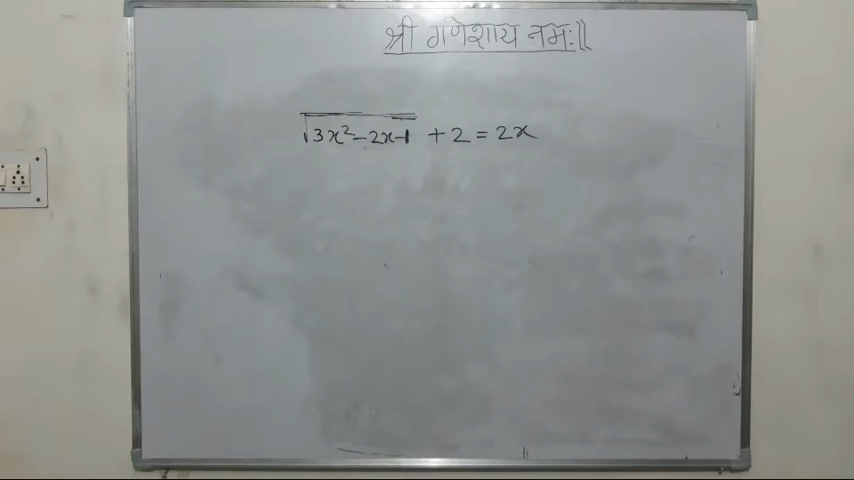 श्री गणेशाय नमः॥
√3x²-2x-1 + 2 = 2x